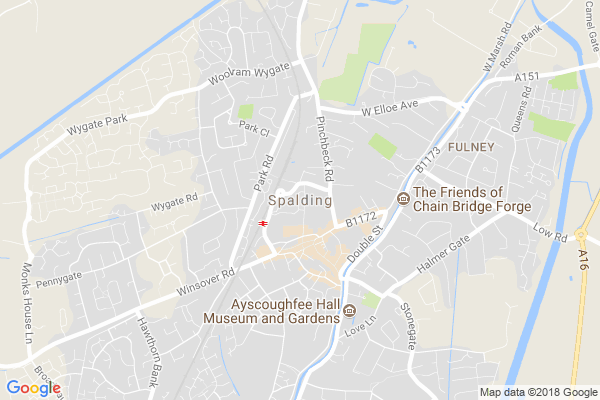 Camel Gate
W Marsh Rd
Roman Bank
Woolram Wygate
A151
W Elloe Ave
Queens Rd
Wygate Park
Park Cl
Pinchbeck Rd
FULNEY
B1173
Park Rd
The Friends of
Chain Bridge Forge
Wygate Rd
Spalding
B1172
Double St
Low Rd
Halmer Gate
A16
Monks House Ln
Pennygate
Winsover Rd
Ayscoughfee Hall
Museum and Gardens
Love Ln
Stonegate
Hawthorn Bank
Google
Map data ©2018 Google